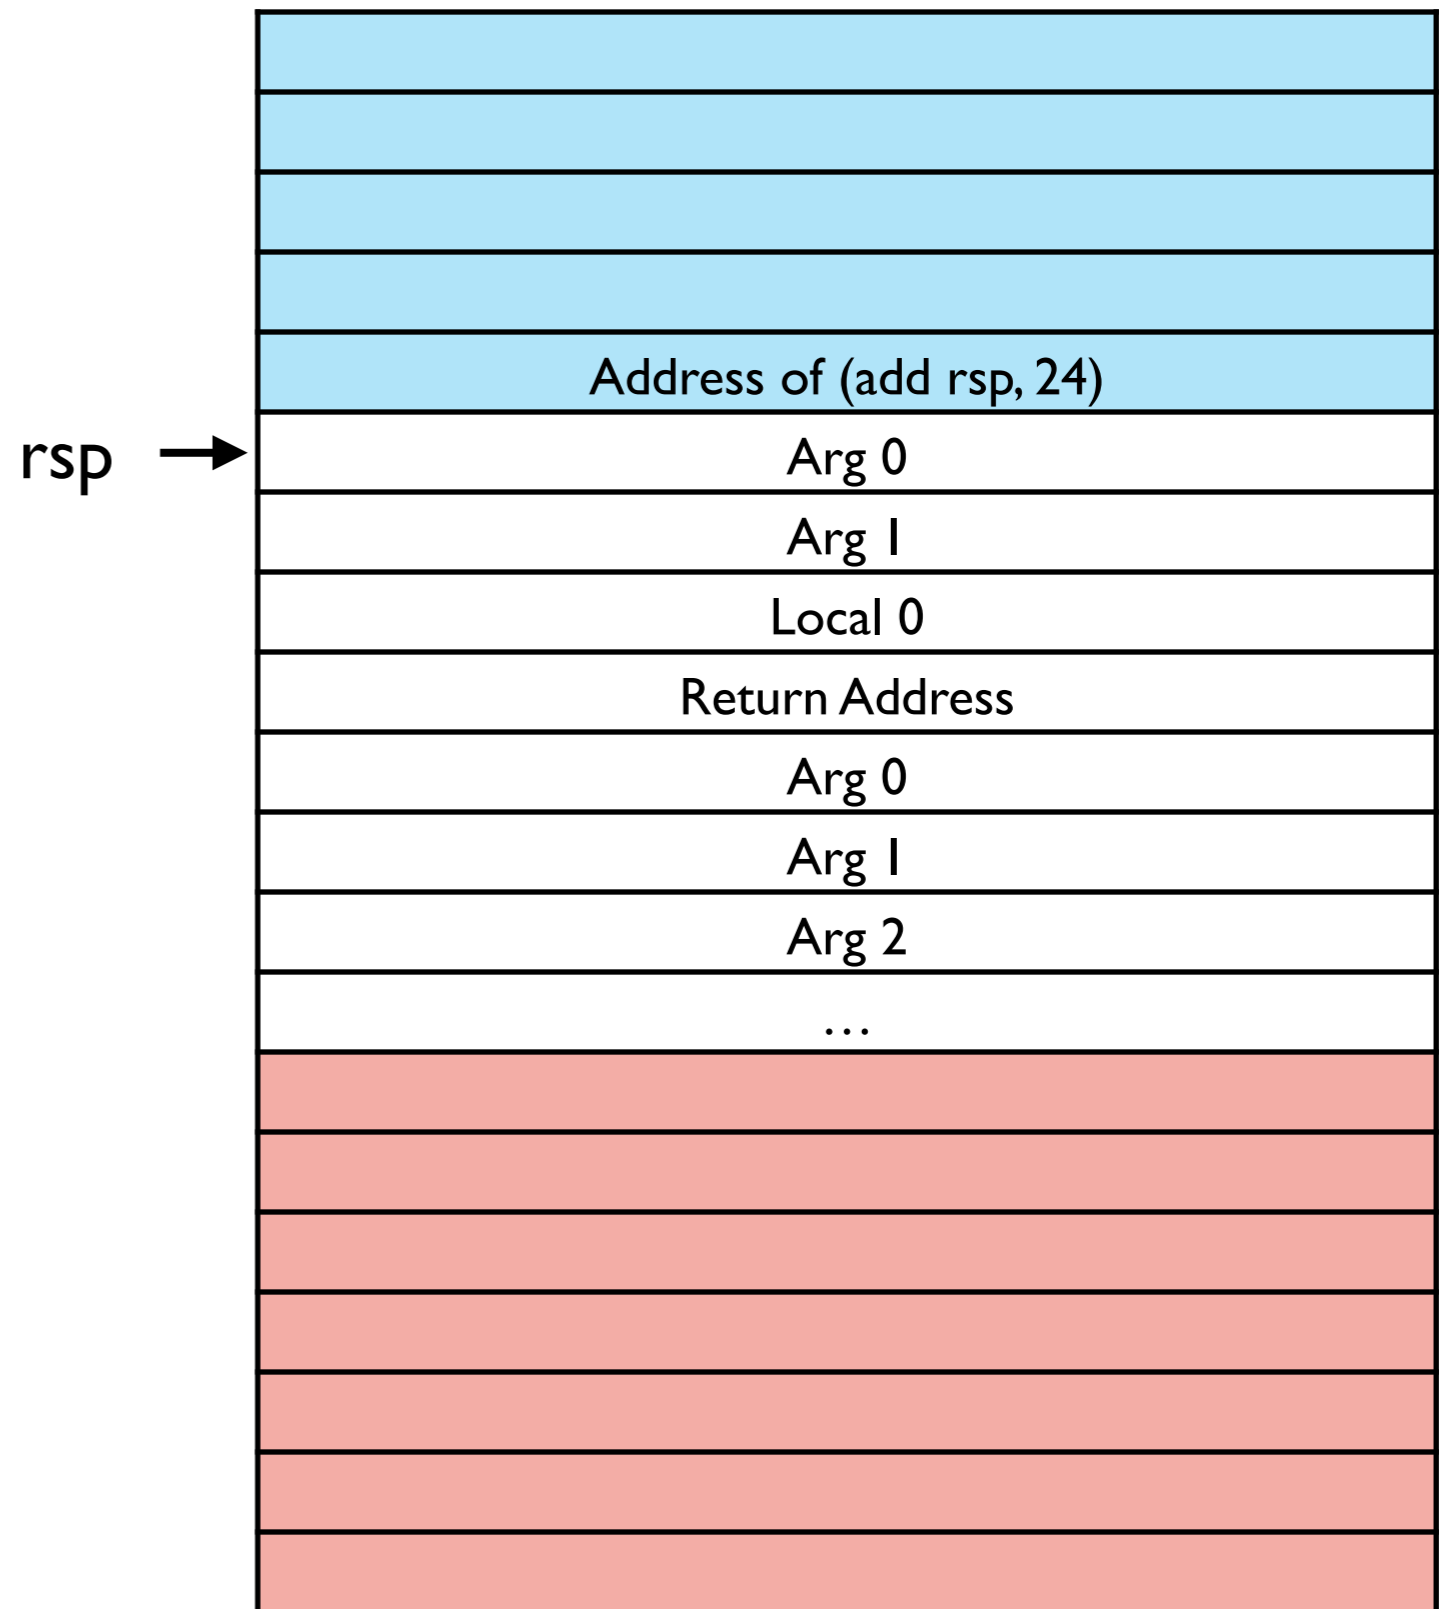 Address of (add rsp, 24)
rsp
Arg 0
Arg 1
Local 0
Return Address
Arg 0
Arg 1
Arg 2
…